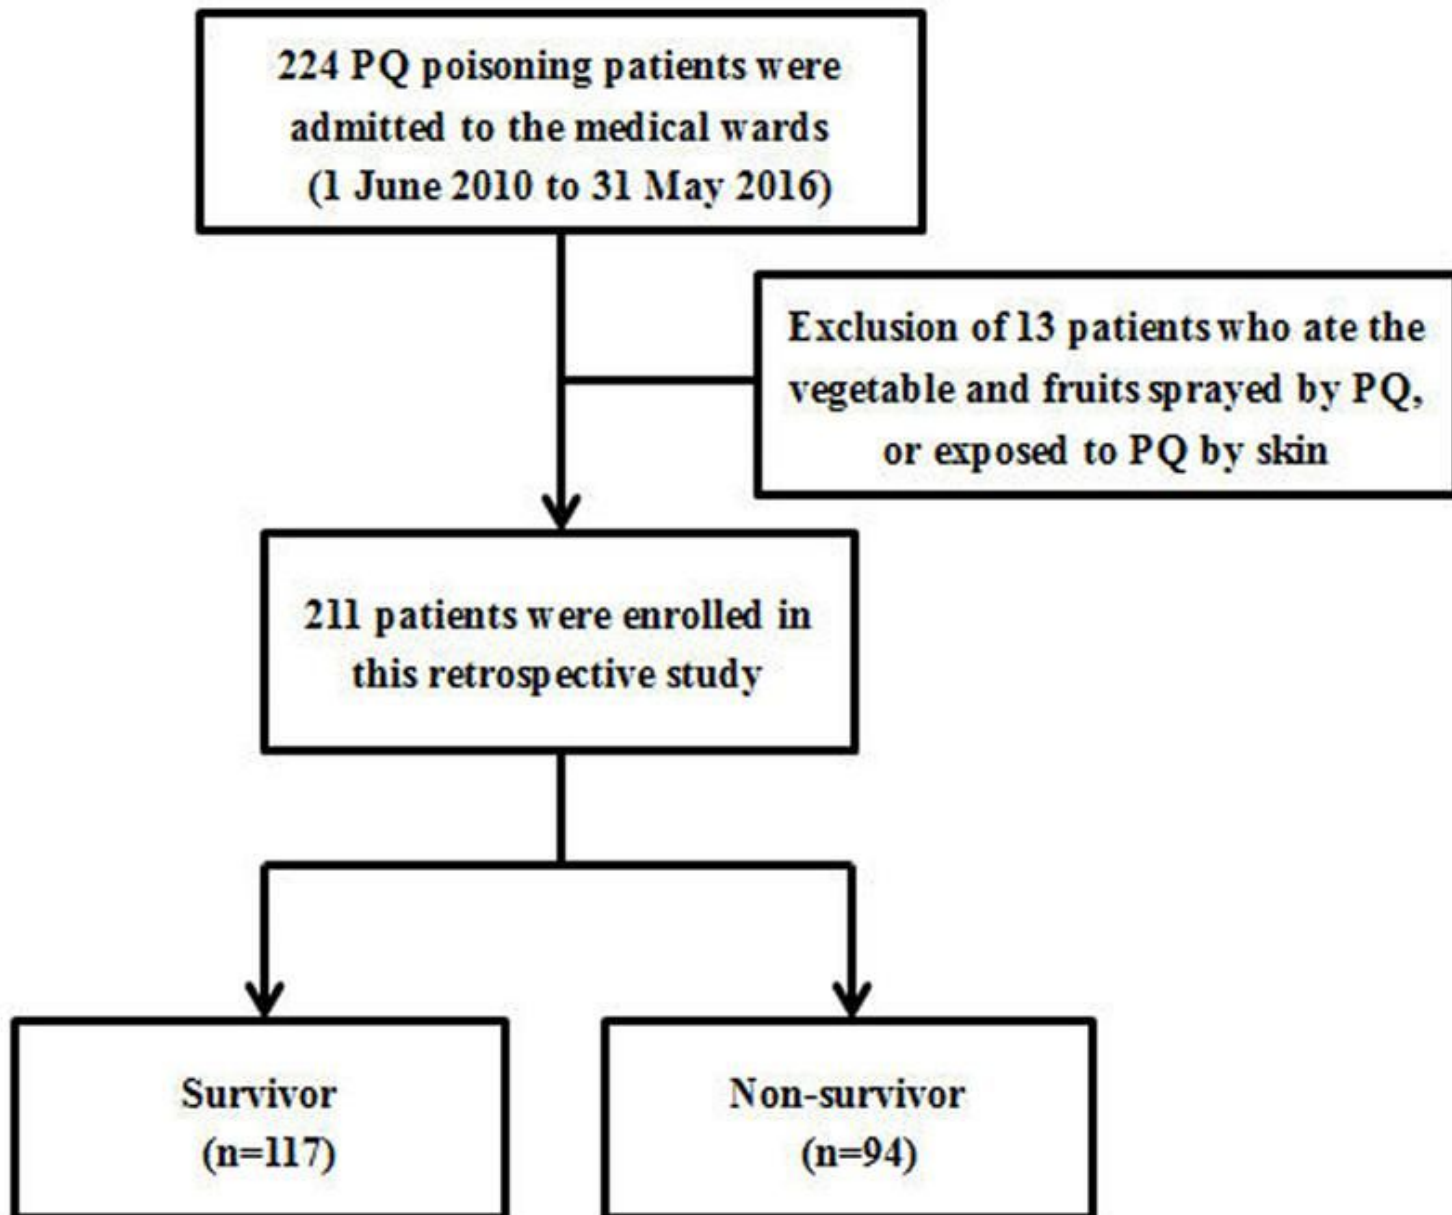 224 PQ poisoning patients were
admitted to the medical wards
(1 June 2010 to 31 May 2016)
Exclusion of 13 patients who ate the
vegetable and fruits sprayed by PQ,
or exposed to PQ by skin
211 patients were enrolled in
this retrospective study
Survivor
(n=117)
Non-survivor
(n=94)